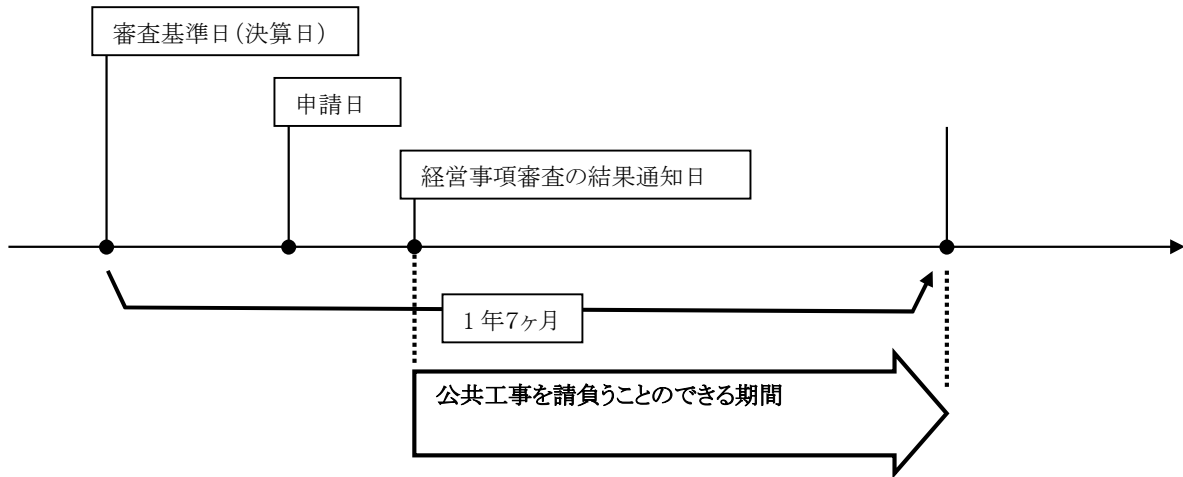 審査基準日(決算日)
申請日
経営事項審査の結果通知日
1年7ヶ月
公共工事を請負うことのできる期間